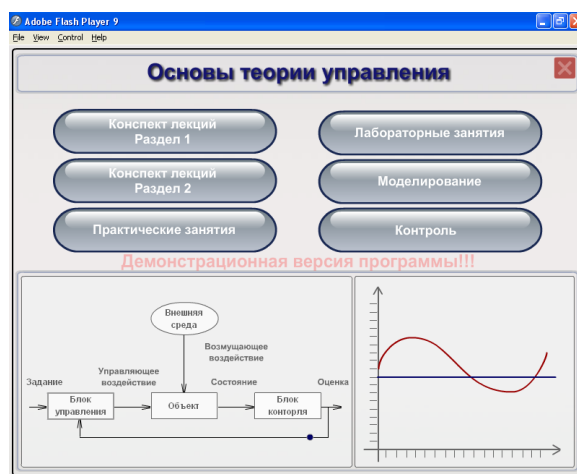 Adobe Flash Player 9
File View Control Help
Основы теории управления
Конспект лекций
Раздел 1
Лабораторные занятия
Конспект лекций
Раздел 2
Моделирование
Практические занятия
Контроль
Демонстрационная версия программы!!!
Внешняя
среда
Возмущающее
воздействие
Управляющее
воздействие
Задание
Состояние
Оценка
Блок
управления
Объект
Блок
конторля